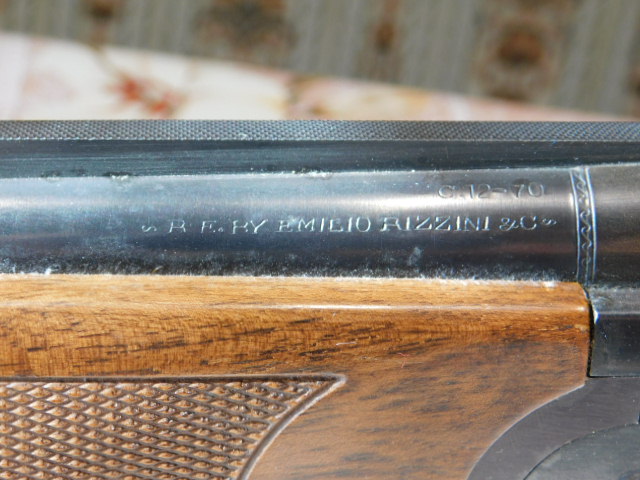 C. 12-70
S R. E. BY EMILIO RIZZINI & C S